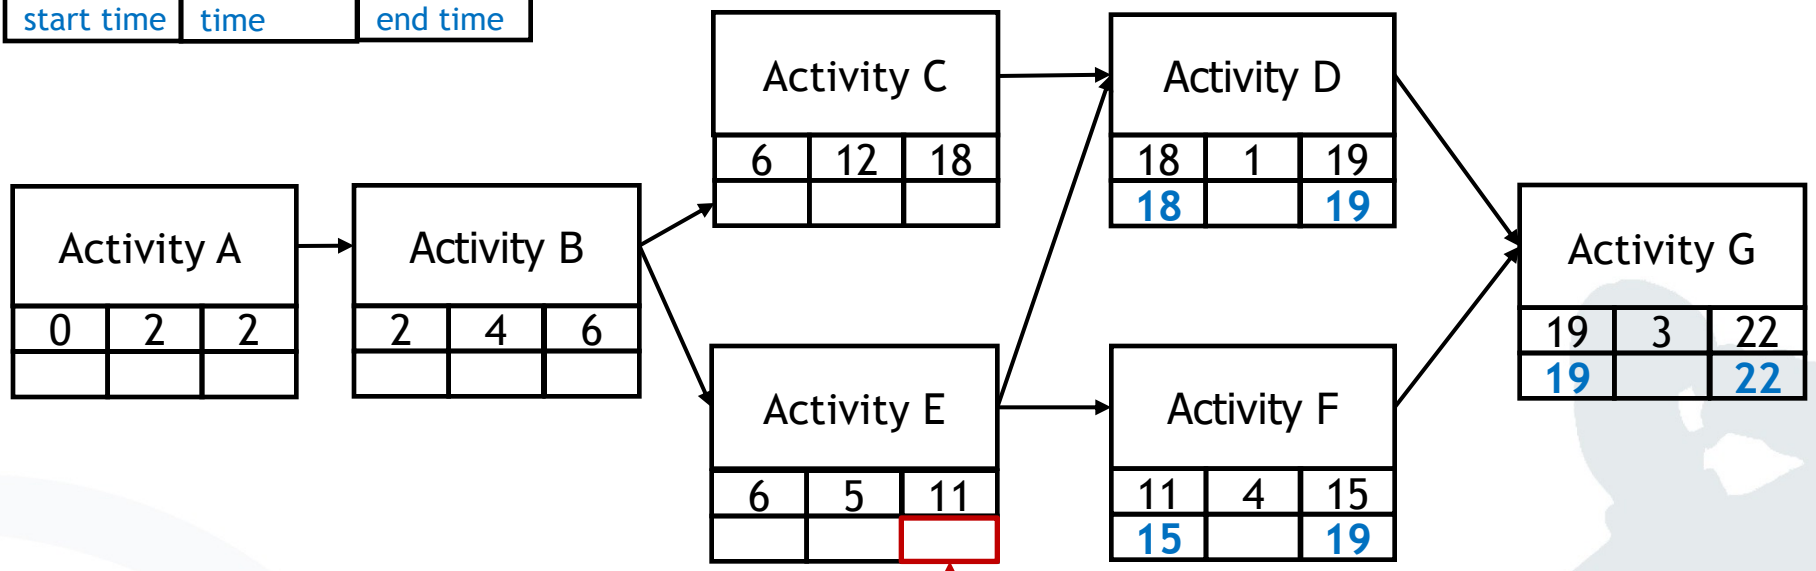 start time time end time
Activity C
6 12 18
Activity D
18 1 19
18 19
Activity A
0 2 2
Activity B
2 4 6
Activity G
19 3 22
19 22
Activity E
6 5 11
Activity F
11 4 15
15 19